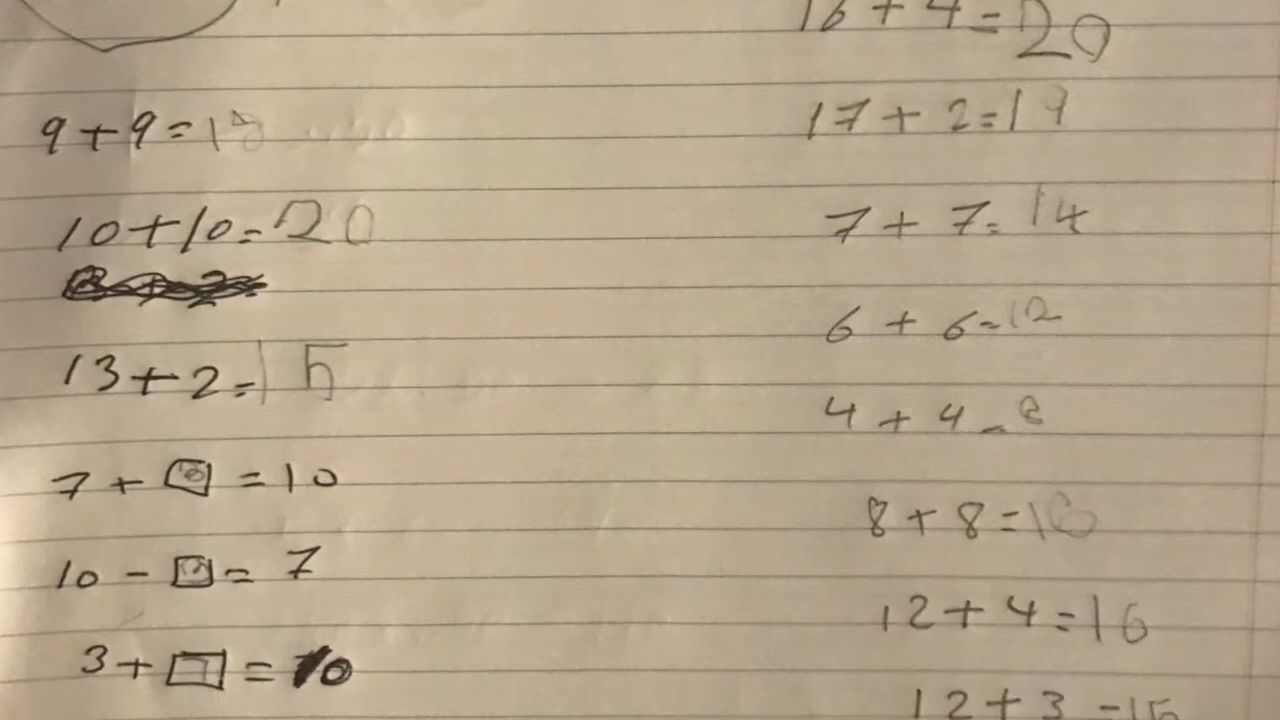 9 + 9 = 18
10 + 10 = 20
13 + 2 = 15
7 + 3 = 10
10 - 3 = 7
3 + 7 = 10
16 + 4 = 20
17 + 2 = 19
7 + 7 = 14
6 + 6 = 12
4 + 4 = 8
8 + 8 = 16
12 + 4 = 16
12 + 3 = 15